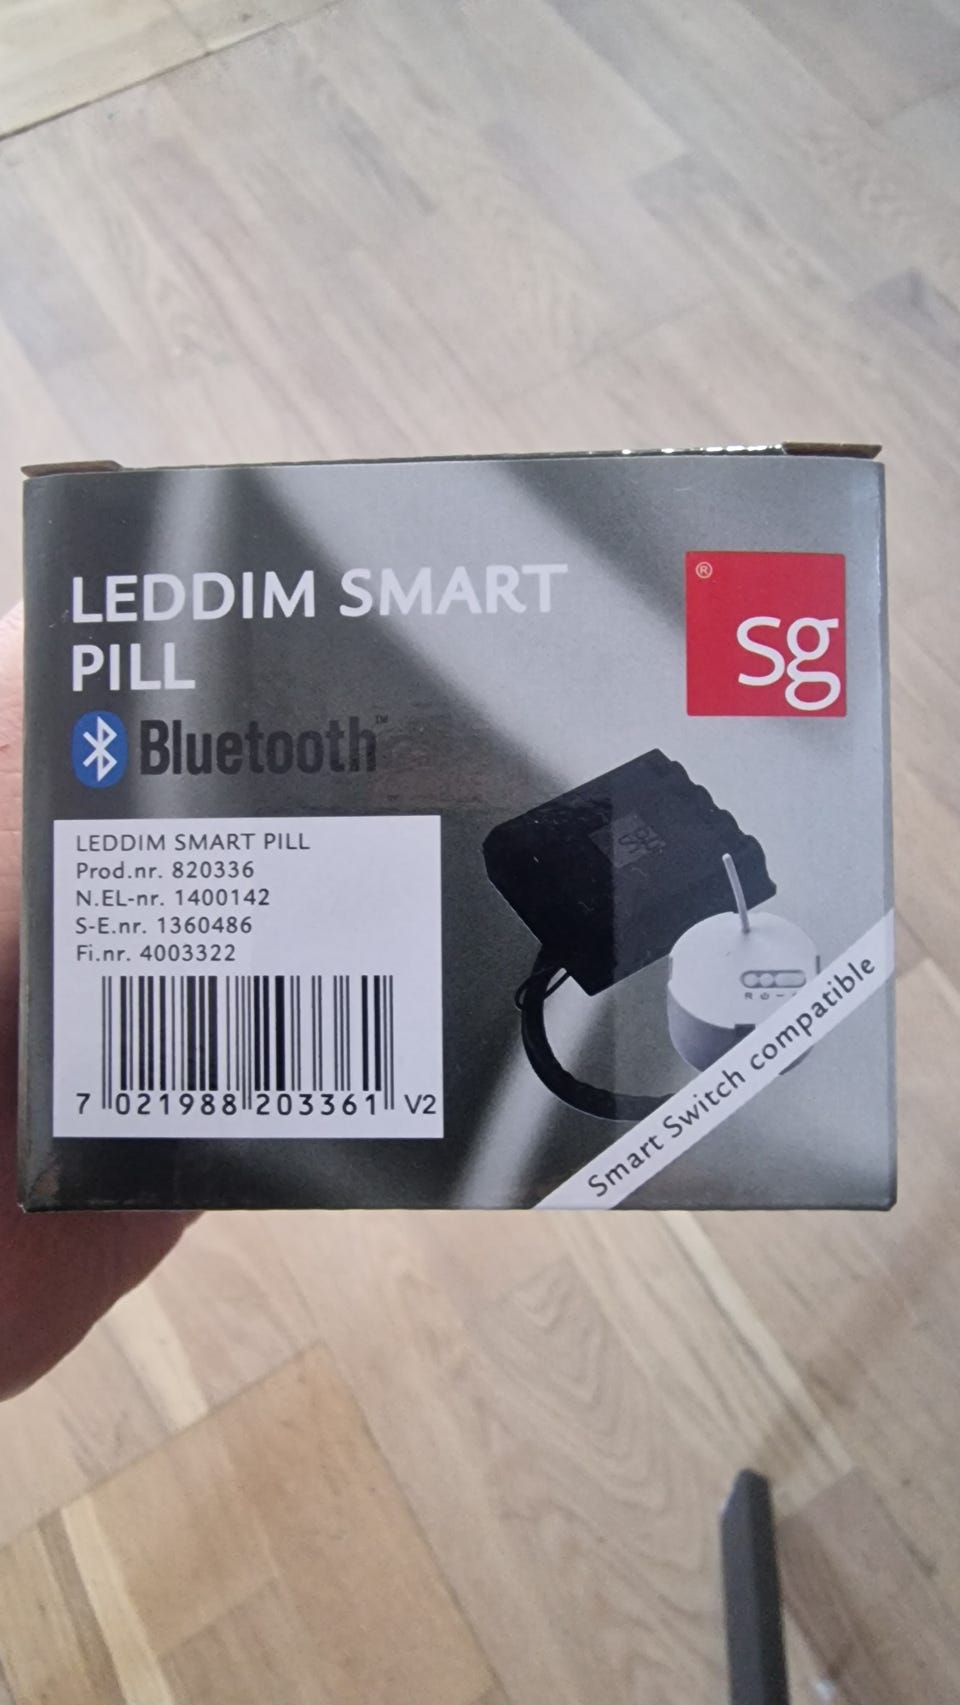 LEDDIM SMART
PILL
Bluetooth™
® sg
LEDDIM SMART PILL
Prod.nr. 820336
N.EL-nr. 1400142
S-E.nr. 1360486
Fi.nr. 4003322
7 021988 203361 V2
Smart Switch compatible